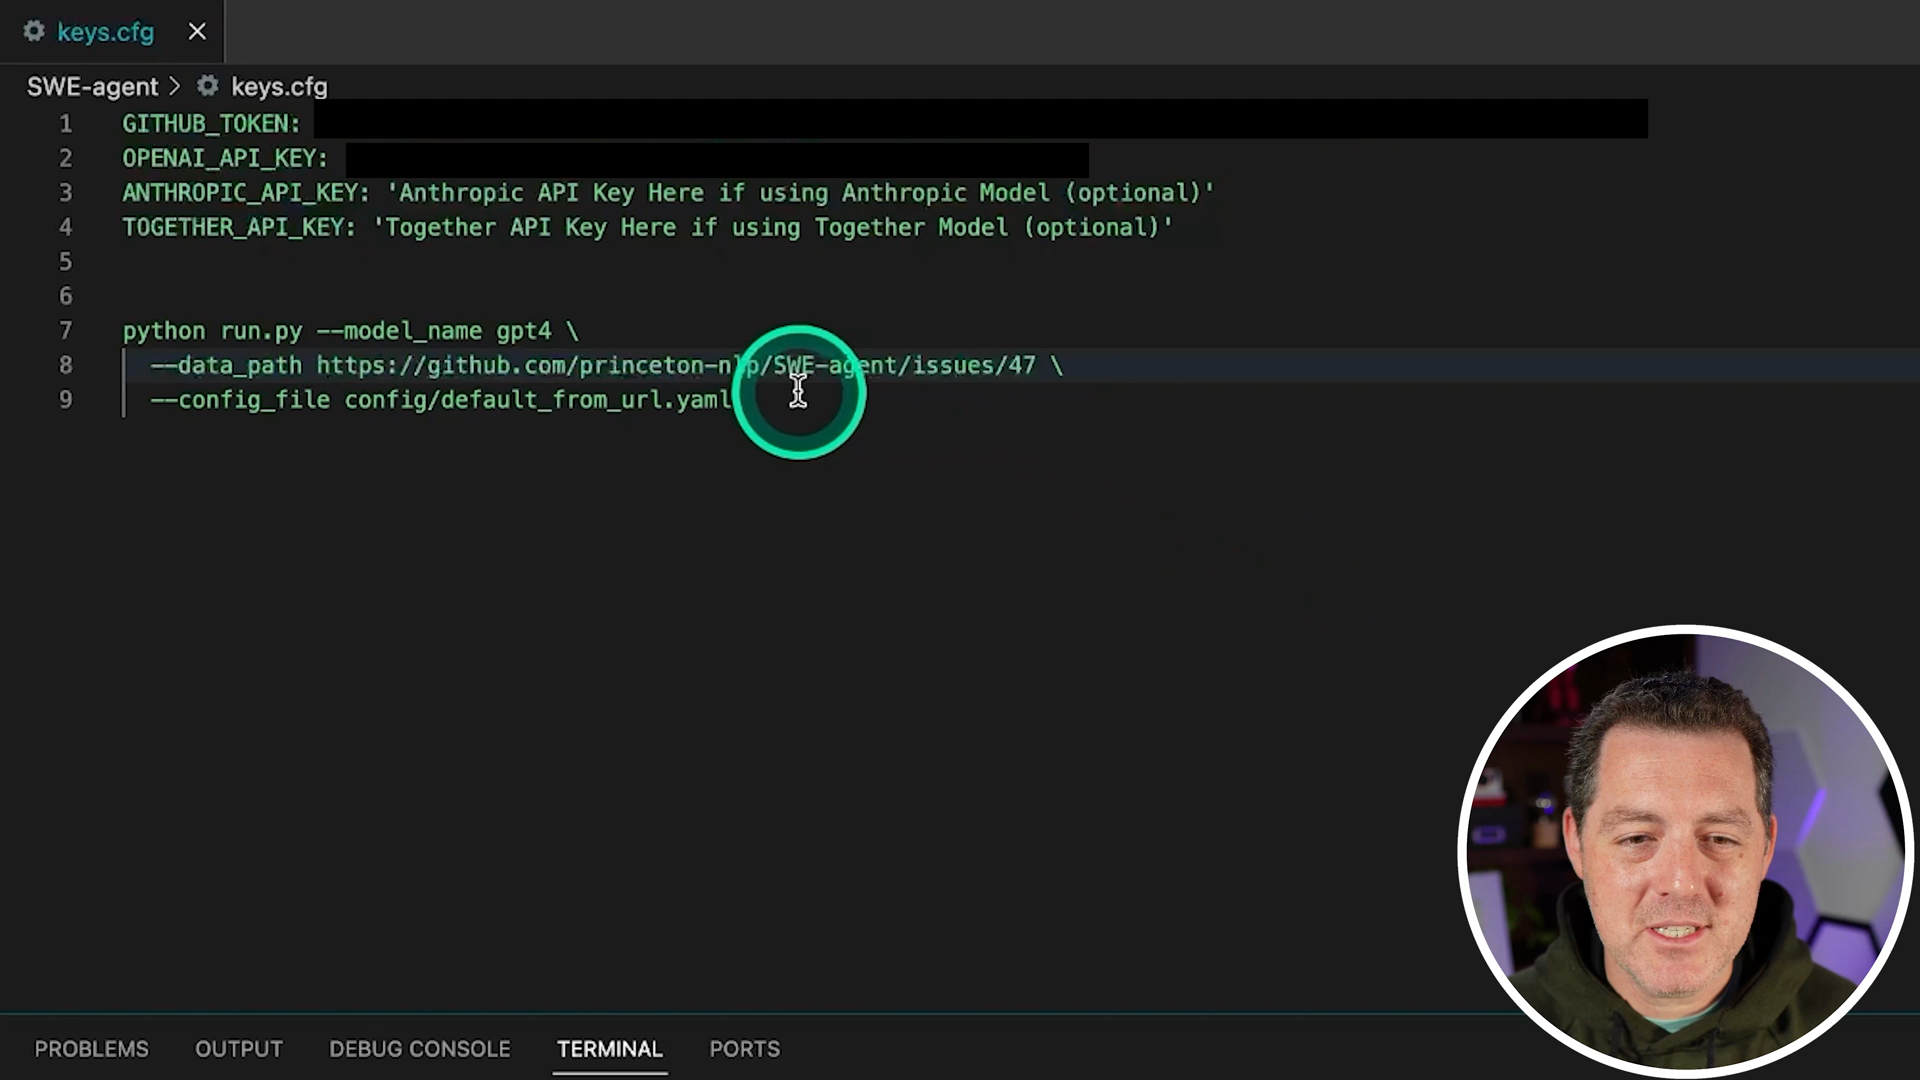 keys.cfg
SWE-agent > keys.cfg
1 GITHUB_TOKEN:
2 OPENAI_API_KEY:
3 ANTHROPIC_API_KEY: 'Anthropic API Key Here if using Anthropic Model (optional)'
4 TOGETHER_API_KEY: 'Together API Key Here if using Together Model (optional)'
5
6
7 python run.py --model_name gpt4 \
8 --data_path https://github.com/princeton-nlp/SWE-agent/issues/47 \
9 --config_file config/default_from_url.yaml
PROBLEMS OUTPUT DEBUG CONSOLE TERMINAL PORTS